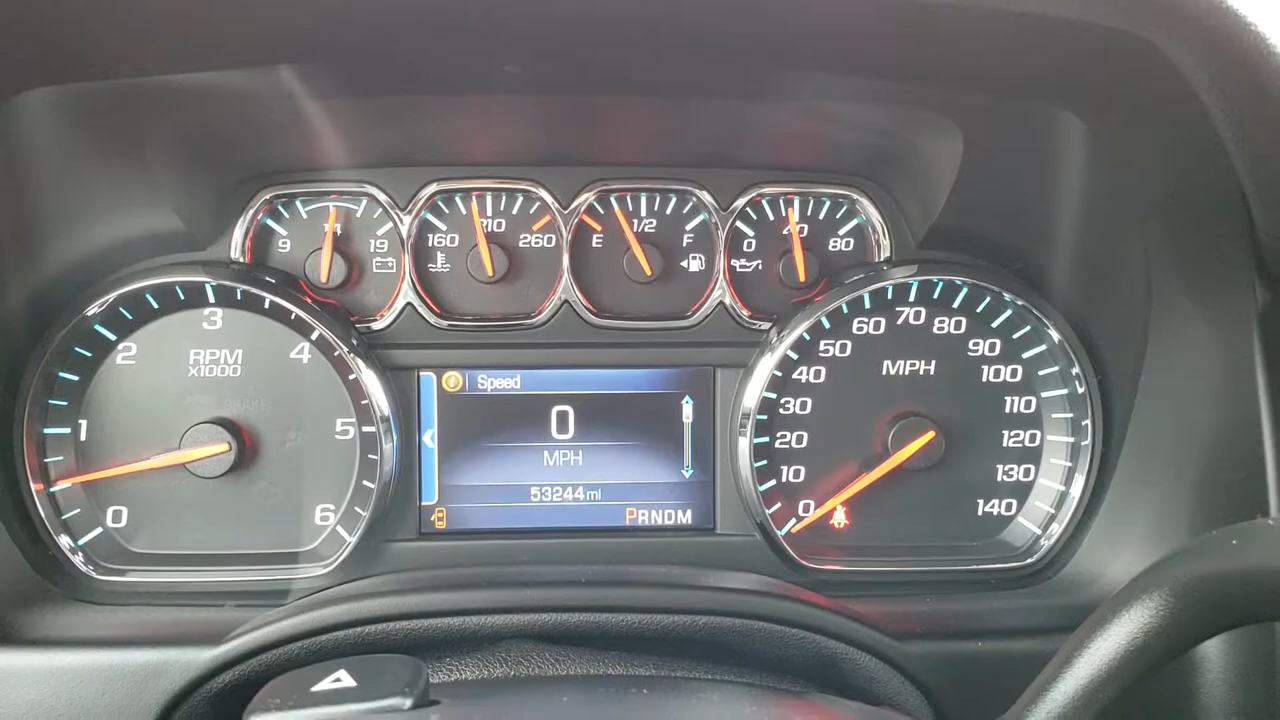 9 14 19
160 210 260
E 1/2 F
0 40 80
0 1 2 3 4 5 6
RPM
x1000
BRAKE
Speed
0
MPH
53244 mi
PRNDM
0 10 20 30 40 50 60 70 80 90 100 110 120 130 140
MPH